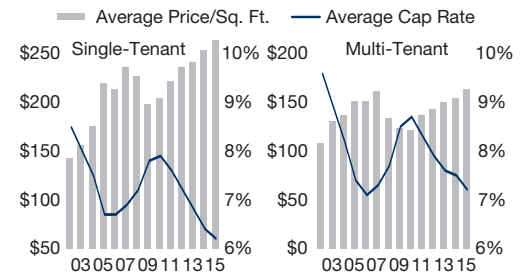 Average Price/Sq. Ft. Average Cap Rate
$250 Single-Tenant 10% $200 Multi-Tenant 10%
$200 9% $150 9%
$150 8% $100 8%
$100 7% $50 7%
$50 6% $0 6%
03 05 07 09 11 13 15 03 05 07 09 11 13 15